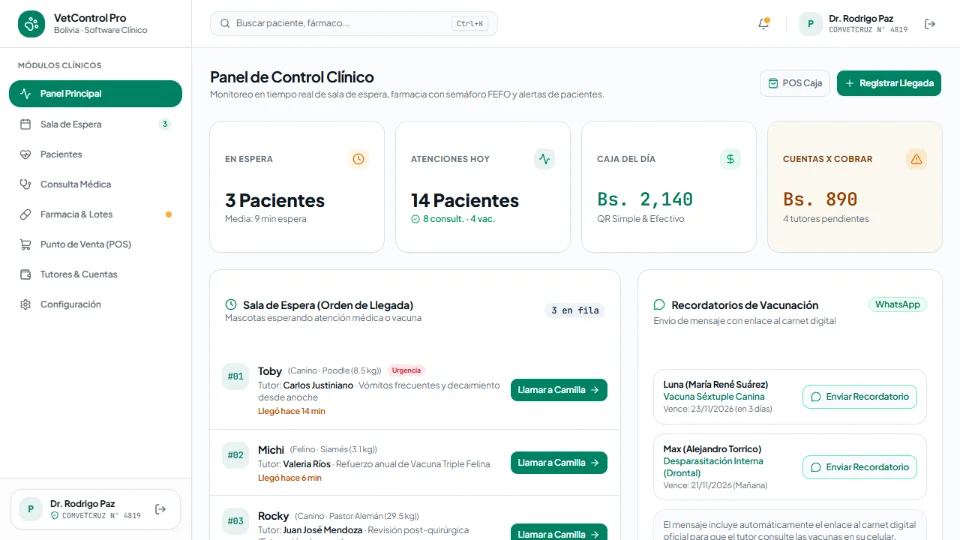 VetControl Pro
Bolivia · Software Clínico
MÓDULOS CLÍNICOS
Panel Principal
Sala de Espera
3
Pacientes
Consulta Médica
Farmacia & Lotes
Punto de Venta (POS)
Tutores & Cuentas
Configuración
P
Dr. Rodrigo Paz
COMVETCRUZ N° 4819
Buscar paciente, fármaco...
Ctrl+K
P
Dr. Rodrigo Paz
COMVETCRUZ N° 4819
Panel de Control Clínico
Monitoreo en tiempo real de sala de espera, farmacia con semáforo FEFO y alertas de pacientes.
POS Caja
Registrar Llegada
EN ESPERA
3 Pacientes
Media: 9 min espera
ATENCIONES HOY
14 Pacientes
8 consult. · 4 vac.
CAJA DEL DÍA
Bs. 2,140
QR Simple & Efectivo
CUENTAS X COBRAR
Bs. 890
4 tutores pendientes
Sala de Espera (Orden de Llegada)
Mascotas esperando atención médica o vacuna
3 en fila
#01
Toby (Canino · Poodle (8.5 kg)) Urgencia
Tutor: Carlos Justiniano · Vómitos frecuentes y decaimiento
desde anoche
Llegó hace 14 min
Llamar a Camilla
#02
Michi (Felino · Siamés (3.1 kg))
Tutor: Valeria Ríos · Refuerzo anual de Vacuna Triple Felina
Llegó hace 6 min
Llamar a Camilla
#03
Rocky (Canino · Pastor Alemán (29.5 kg))
Tutor: Juan José Mendoza · Revisión post-quirúrgica
Llamar a Camilla
Recordatorios de Vacunación
WhatsApp
Envío de mensaje con enlace al carnet digital
Luna (María René Suárez)
Vacuna Séxtuple Canina
Vence: 23/11/2026 (en 3 días)
Enviar Recordatorio
Max (Alejandro Torrico)
Desparasitación Interna
(Drontal)
Vence: 21/11/2026 (Mañana)
Enviar Recordatorio
El mensaje incluye automáticamente el enlace al carnet digital
oficial para que el tutor consulte las vacunas en su celular.